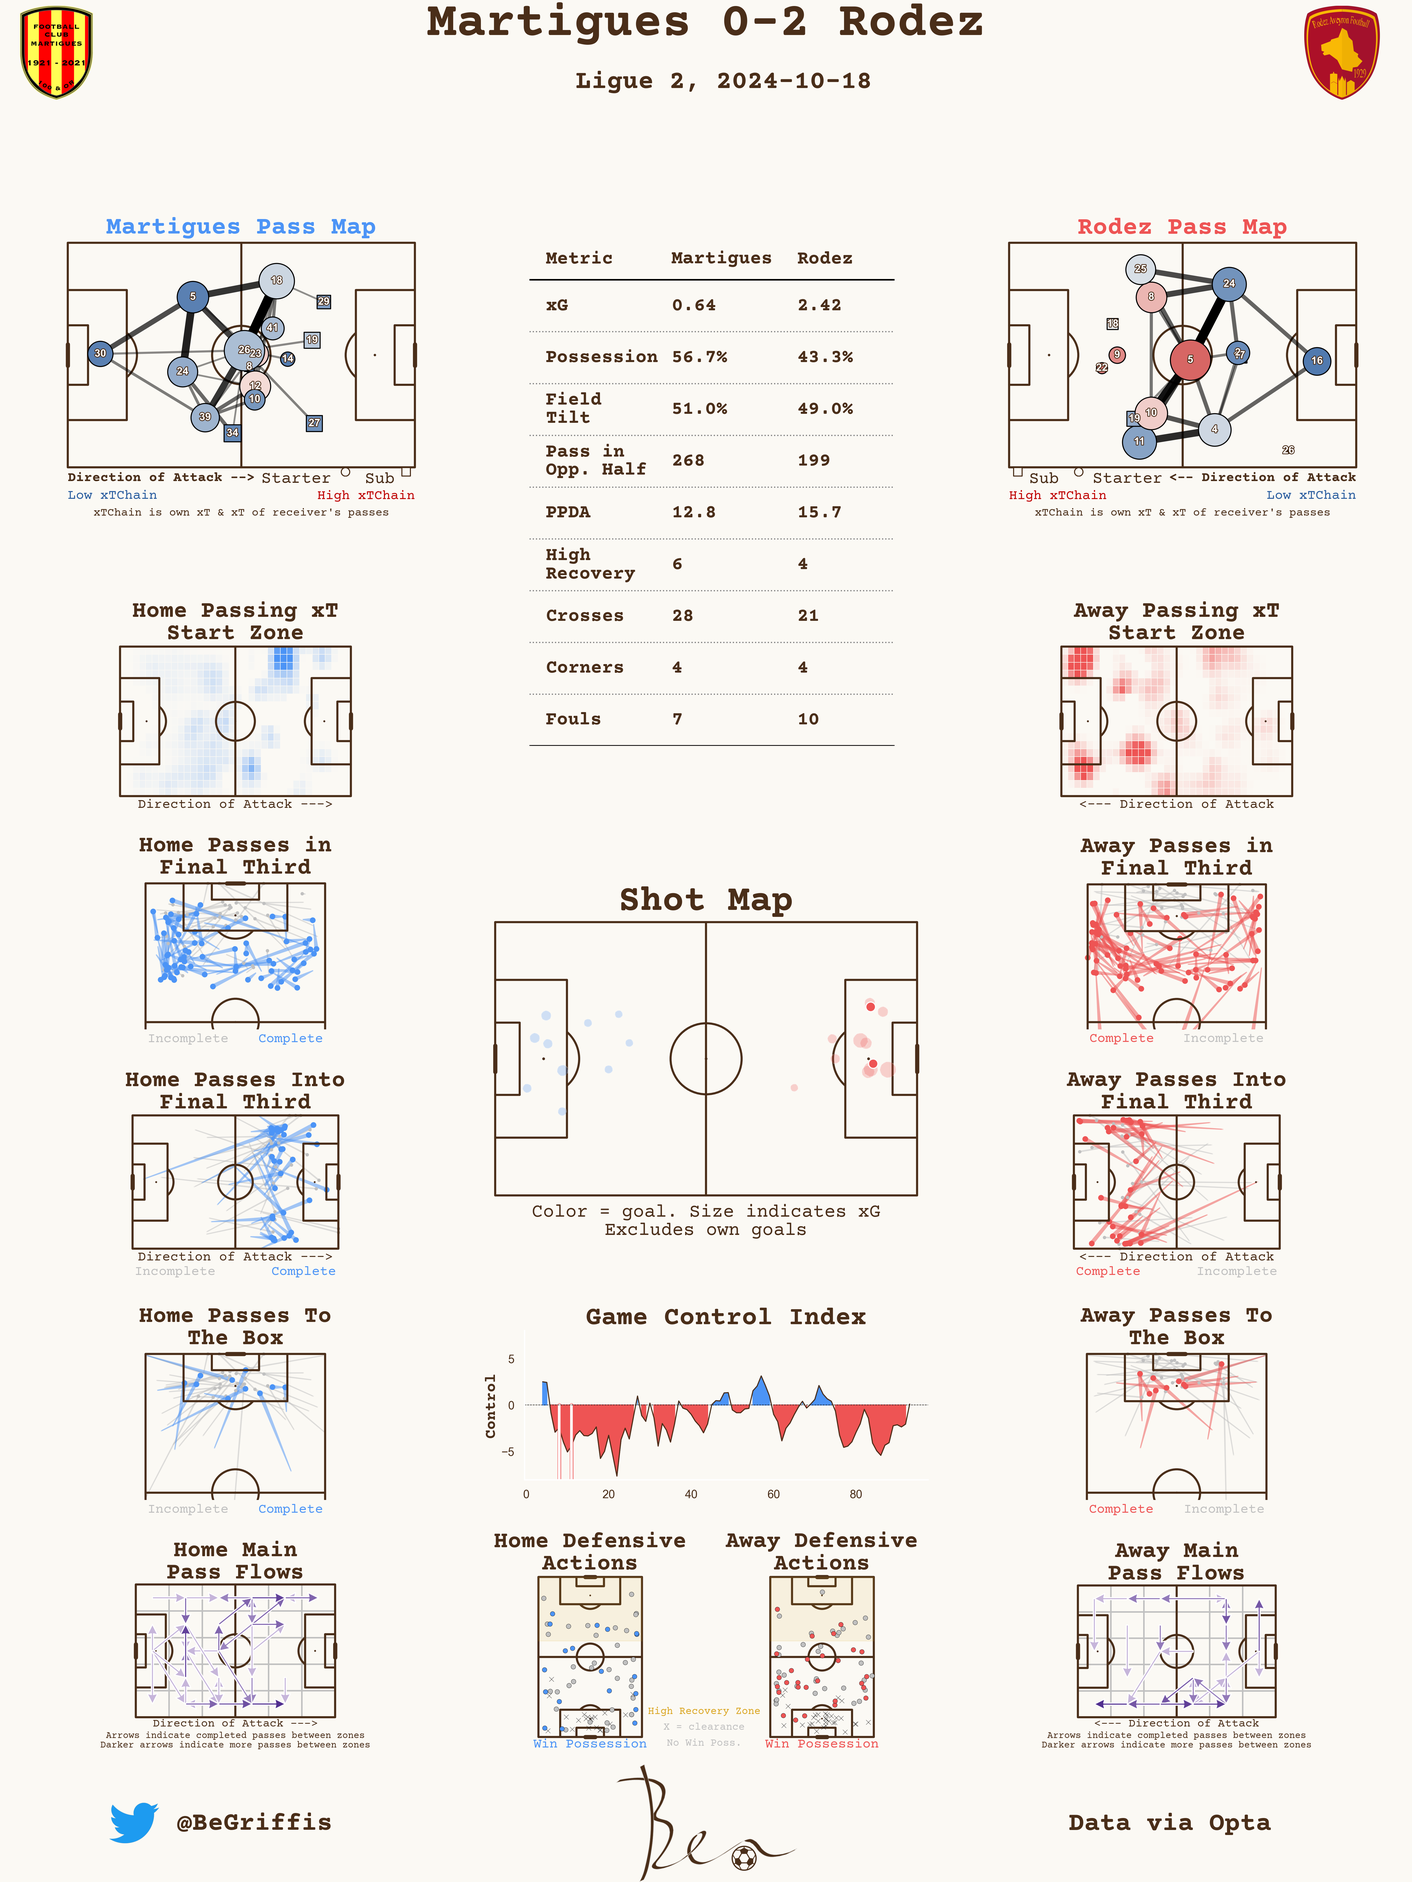 Martigues 0-2 Rodez
Ligue 2, 2024-10-18
FOOTBALL
CLUB
MARTIGUES
1921 - 2021
Rodez Aveyron Football
1929
Martigues Pass Map
18
5
29
41
19
26
23
30
14
8
24
12
10
39
27
34
Direction of Attack --> Starter Sub
Low xTChain High xTChain
xTChain is own xT & xT of receiver's passes
Metric Martigues Rodez
xG 0.64 2.42
Possession 56.7% 43.3%
Field
Tilt 51.0% 49.0%
Pass in
Opp. Half 268 199
PPDA 12.8 15.7
High
Recovery 6 4
Crosses 28 21
Corners 4 4
Fouls 7 10
Rodez Pass Map
25
24
8
18
9
5
16
22
10
19
4
11
26
Sub Starter <-- Direction of Attack
High xTChain Low xTChain
xTChain is own xT & xT of receiver's passes
Home Passing xT
Start Zone
Direction of Attack --->
Away Passing xT
Start Zone
<--- Direction of Attack
Home Passes in
Final Third
Incomplete Complete
Shot Map
Color = goal. Size indicates xG
Excludes own goals
Away Passes in
Final Third
Complete Incomplete
Home Passes Into
Final Third
Direction of Attack --->
Incomplete Complete
Away Passes Into
Final Third
<--- Direction of Attack
Complete Incomplete
Home Passes To
The Box
Incomplete Complete
Game Control Index
Control
5
0
−5
0 20 40 60 80
Away Passes To
The Box
Complete Incomplete
Home Main
Pass Flows
Direction of Attack --->
Arrows indicate completed passes between zones
Darker arrows indicate more passes between zones
Home Defensive
Actions
Win Possession
Away Defensive
Actions
Win Possession
High Recovery Zone
X = clearance
No Win Poss.
Away Main
Pass Flows
<--- Direction of Attack
Arrows indicate completed passes between zones
Darker arrows indicate more passes between zones
@BeGriffis
Ben
Data via Opta